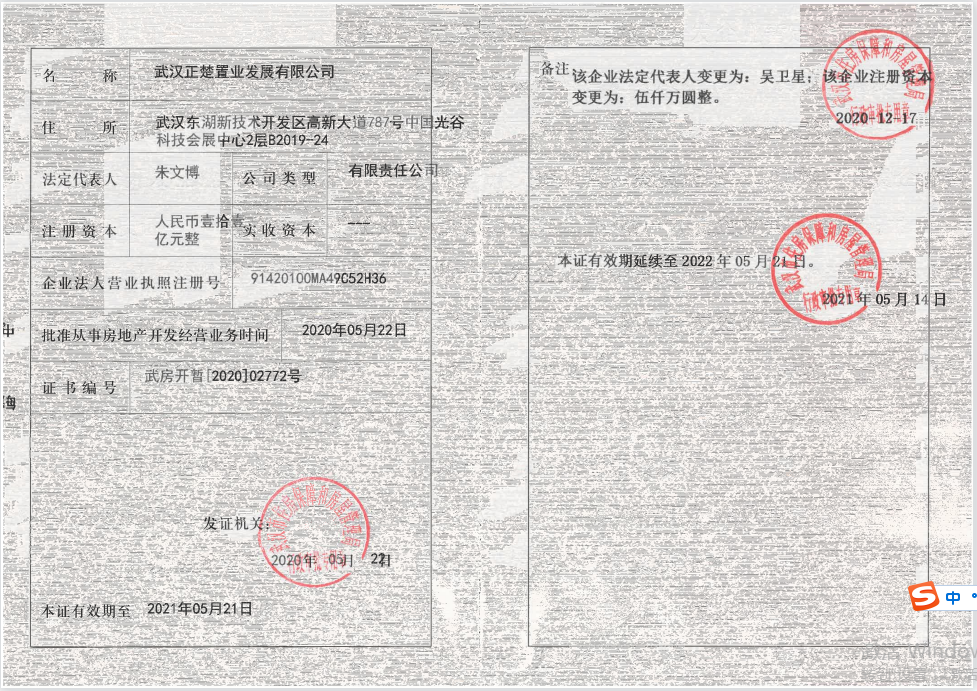 名 称 武汉正楚置业发展有限公司
住 所 武汉东湖新技术开发区高新大道787号中国光谷
科技会展中心2层B2019-24
法定代表人 朱文博 公司类型 有限责任公司
注册资本 人民币壹拾壹 实收资本 ---
亿元整
企业法人营业执照注册号 91420100MA49C52H36
批准从事房地产开发经营业务时间 2020年05月22日
证书编号 武房开暂[2020]02772号
发证机关：
2020年 05月 22日
本证有效期至 2021年05月21日
备注
该企业法定代表人变更为：吴卫星；该企业注册资本
变更为：伍仟万圆整。
2020-12-17
本证有效期延续至 2022 年 05 月 21 日。
2021 年 05 月 14 日
中